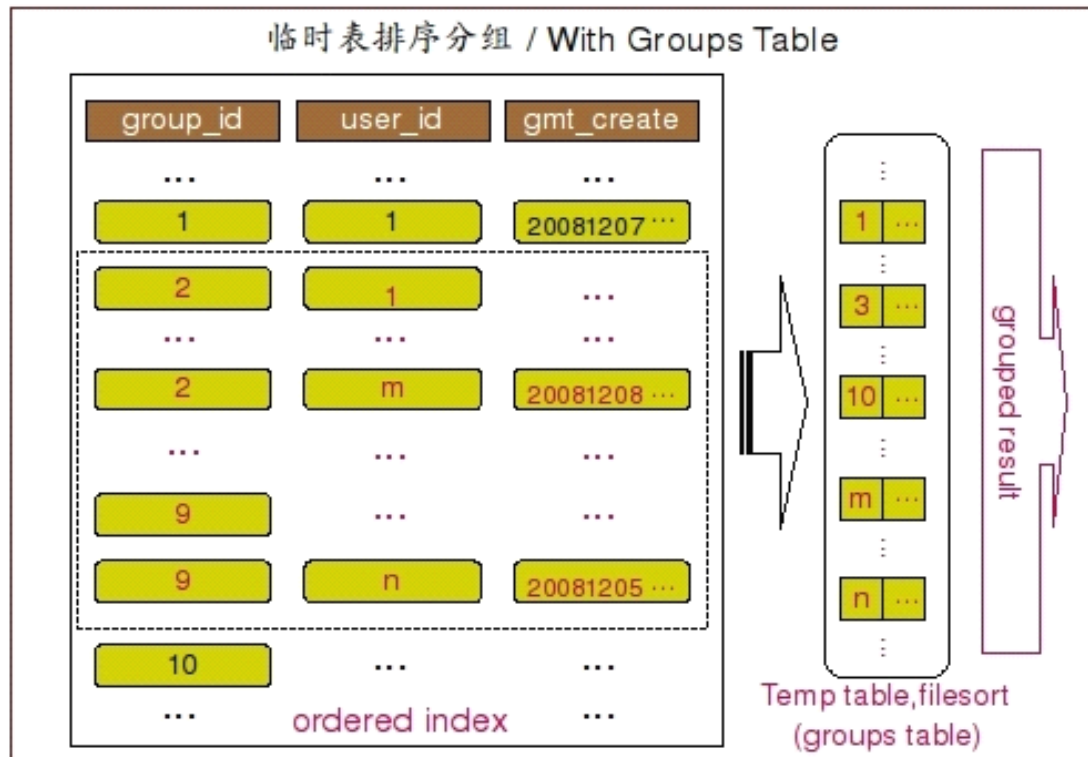 临时表排序分组 / With Groups Table
group_id user_id gmt_create
... ... ...
1 1 20081207 ...
2 1 ...
... ... ...
2 m 20081208 ...
... ... ...
9 ... ...
9 n 20081205 ...
10 ... ...
... ordered index ...
...
1 ...
...
3 ...
...
10 ...
...
m ...
...
n ...
...
Temp table,filesort
(groups table)
grouped result